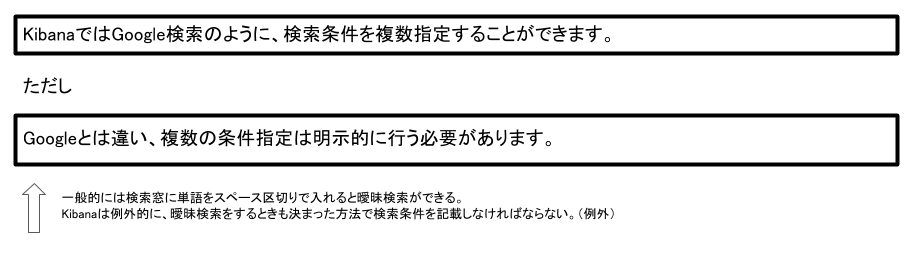 KibanaではGoogle検索のように、検索条件を複数指定することができます。
ただし
Googleとは違い、複数の条件指定は明示的に行う必要があります。
一般的には検索窓に単語をスペース区切りで入れると曖昧検索ができる。
Kibanaは例外的に、曖昧検索をするときも決まった方法で検索条件を記載しなければならない。（例外）